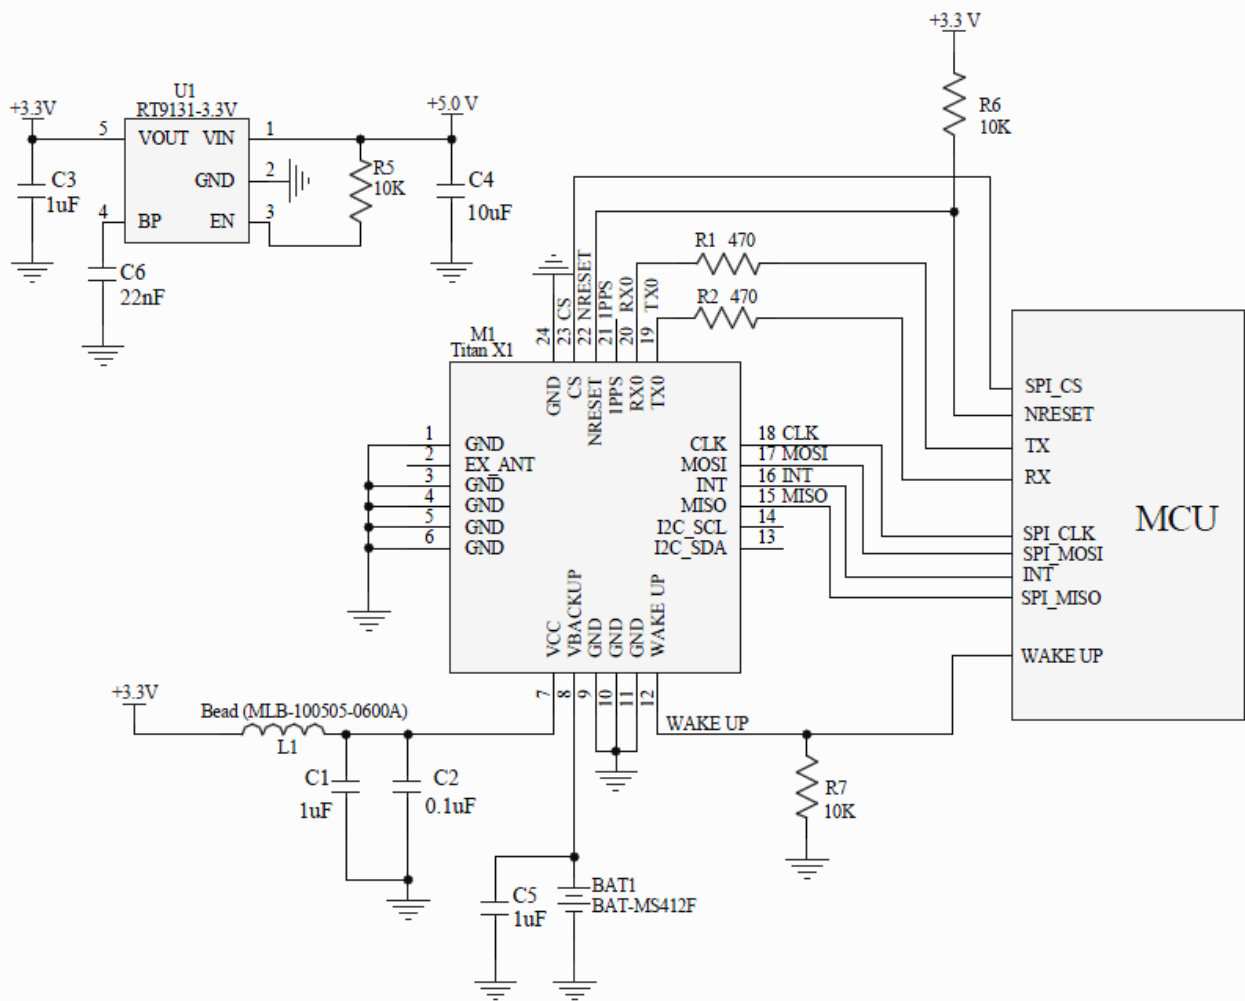 +3.3 V
R6
10K
U1
RT9131-3.3V
+3.3V
+5.0 V
5
VOUT
VIN
1
GND
2
4
BP
EN
3
C3
1uF
R5
10K
C4
10uF
C6
22nF
R1 470
R2 470
24
23 CS
22 NRESET
21 1PPS
20 RX0
19 TX0
M1
Titan X1
GND
CS
NRESET
1PPS
RX0
TX0
1 GND
2 EX_ANT
3 GND
4 GND
5 GND
6 GND
CLK 18 CLK
MOSI 17 MOSI
INT 16 INT
MISO 15 MISO
I2C_SCL 14
I2C_SDA 13
VCC
VBACKUP
GND
GND
GND
WAKE UP
7
8
9
10
11
12
WAKE UP
SPI_CS
NRESET
TX
RX
MCU
SPI_CLK
SPI_MOSI
INT
SPI_MISO
WAKE UP
+3.3V
Bead (MLB-100505-0600A)
L1
C1
1uF
C2
0.1uF
R7
10K
C5
1uF
BAT1
BAT-MS412F